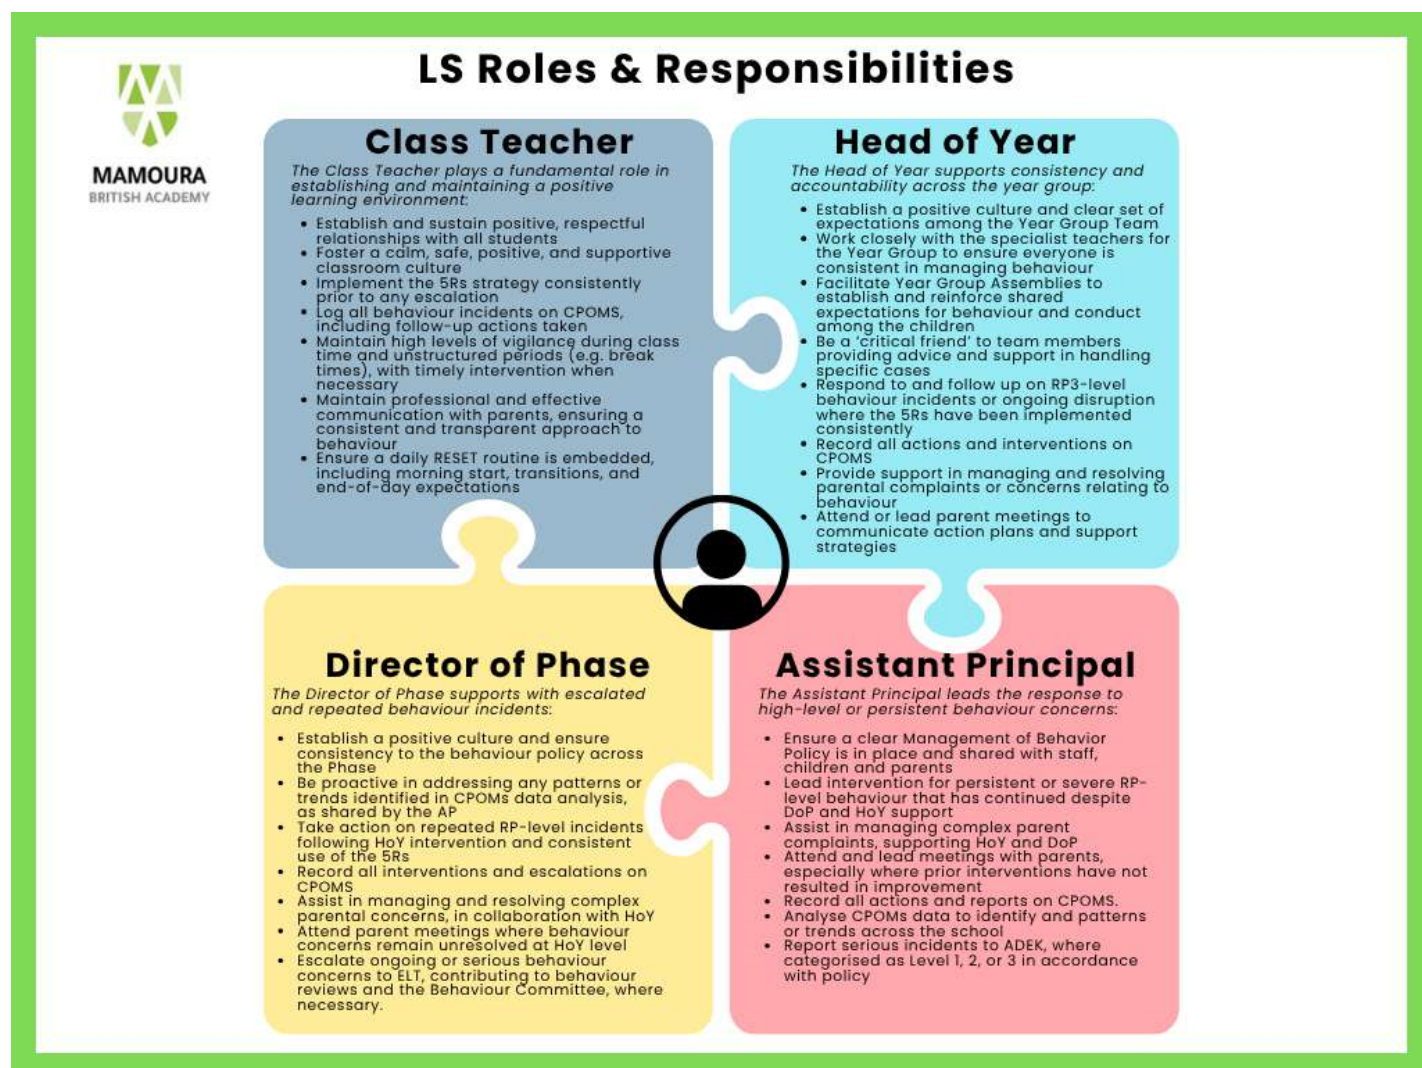 LS Roles & Responsibilities
MAMOURA
BRITISH ACADEMY
Class Teacher
The Class Teacher plays a fundamental role in
establishing and maintaining a positive
learning environment:
• Establish and sustain positive, respectful
relationships with all students
• Foster a calm, safe, positive, and supportive
classroom culture
• Implement the 5Rs strategy consistently
prior to any escalation
• Log all behaviour incidents on CPOMS,
including follow-up actions taken
• Maintain high levels of vigilance during class
time and unstructured periods (e.g. break
times), with timely intervention when
necessary
• Maintain professional and effective
communication with parents, ensuring a
consistent and transparent approach to
behaviour
• Ensure a daily RESET routine is embedded,
including morning start, transitions, and
end-of-day expectations
Head of Year
The Head of Year supports consistency and
accountability across the year group:
• Establish a positive culture and clear set of
expectations among the Year Group Team
• Work closely with the specialist teachers for
the Year Group to ensure everyone is
consistent in managing behaviour
• Facilitate Year Group Assemblies to
establish and reinforce shared
expectations for behaviour and conduct
among the children
• Be a 'critical friend' to team members
providing advice and support in handling
specific cases
• Respond to and follow up on RP3-level
behaviour incidents or ongoing disruption
where the 5Rs have been implemented
consistently
• Record all actions and interventions on
CPOMS
• Provide support in managing and resolving
parental complaints or concerns relating to
behaviour
• Attend or lead parent meetings to
communicate action plans and support
strategies
Director of Phase
The Director of Phase supports with escalated
and repeated behaviour incidents:
• Establish a positive culture and ensure
consistency to the behaviour policy across
the Phase
• Be proactive in addressing any patterns or
trends identified in CPOMs data analysis,
as shared by the AP
• Take action on repeated RP-level incidents
following HoY intervention and consistent
use of the 5Rs
• Record all interventions and escalations on
CPOMS
• Assist in managing and resolving complex
parental concerns, in collaboration with HoY
• Attend parent meetings where behaviour
concerns remain unresolved at HoY level
• Escalate ongoing or serious behaviour
concerns to ELT, contributing to behaviour
reviews and the Behaviour Committee, where
necessary.
Assistant Principal
The Assistant Principal leads the response to
high-level or persistent behaviour concerns:
• Ensure a clear Management of Behavior
Policy is in place and shared with staff,
children and parents
• Lead intervention for persistent or severe RP-
level behaviour that has continued despite
DoP and HoY support
• Assist in managing complex parent
complaints, supporting HoY and DoP
• Attend and lead meetings with parents,
especially where prior interventions have not
resulted in improvement
• Record all actions and reports on CPOMS.
• Analyse CPOMs data to identify and patterns
or trends across the school
• Report serious incidents to ADEK, where
categorised as Level 1, 2, or 3 in accordance
with policy